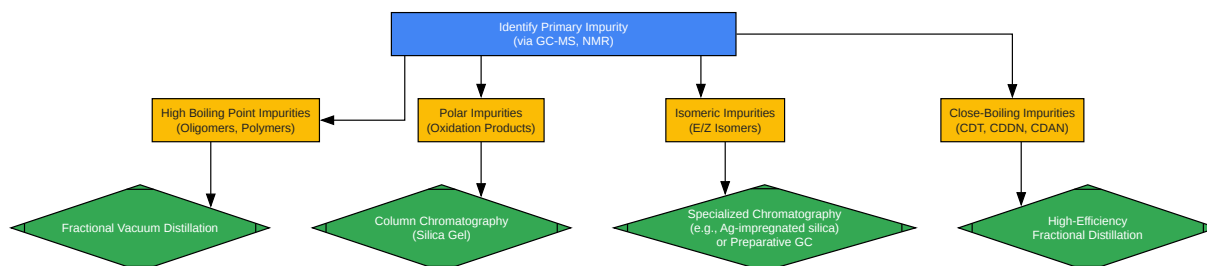 Identify Primary Impurity
(via GC-MS, NMR)
High Boiling Point Impurities
(Oligomers, Polymers)
Polar Impurities
(Oxidation Products)
Isomeric Impurities
(E/Z Isomers)
Close-Boiling Impurities
(CDT, CDDN, CDAN)
Fractional Vacuum Distillation
Column Chromatography
(Silica Gel)
Specialized Chromatography
(e.g., Ag-impregnated silica)
or Preparative GC
High-Efficiency
Fractional Distillation